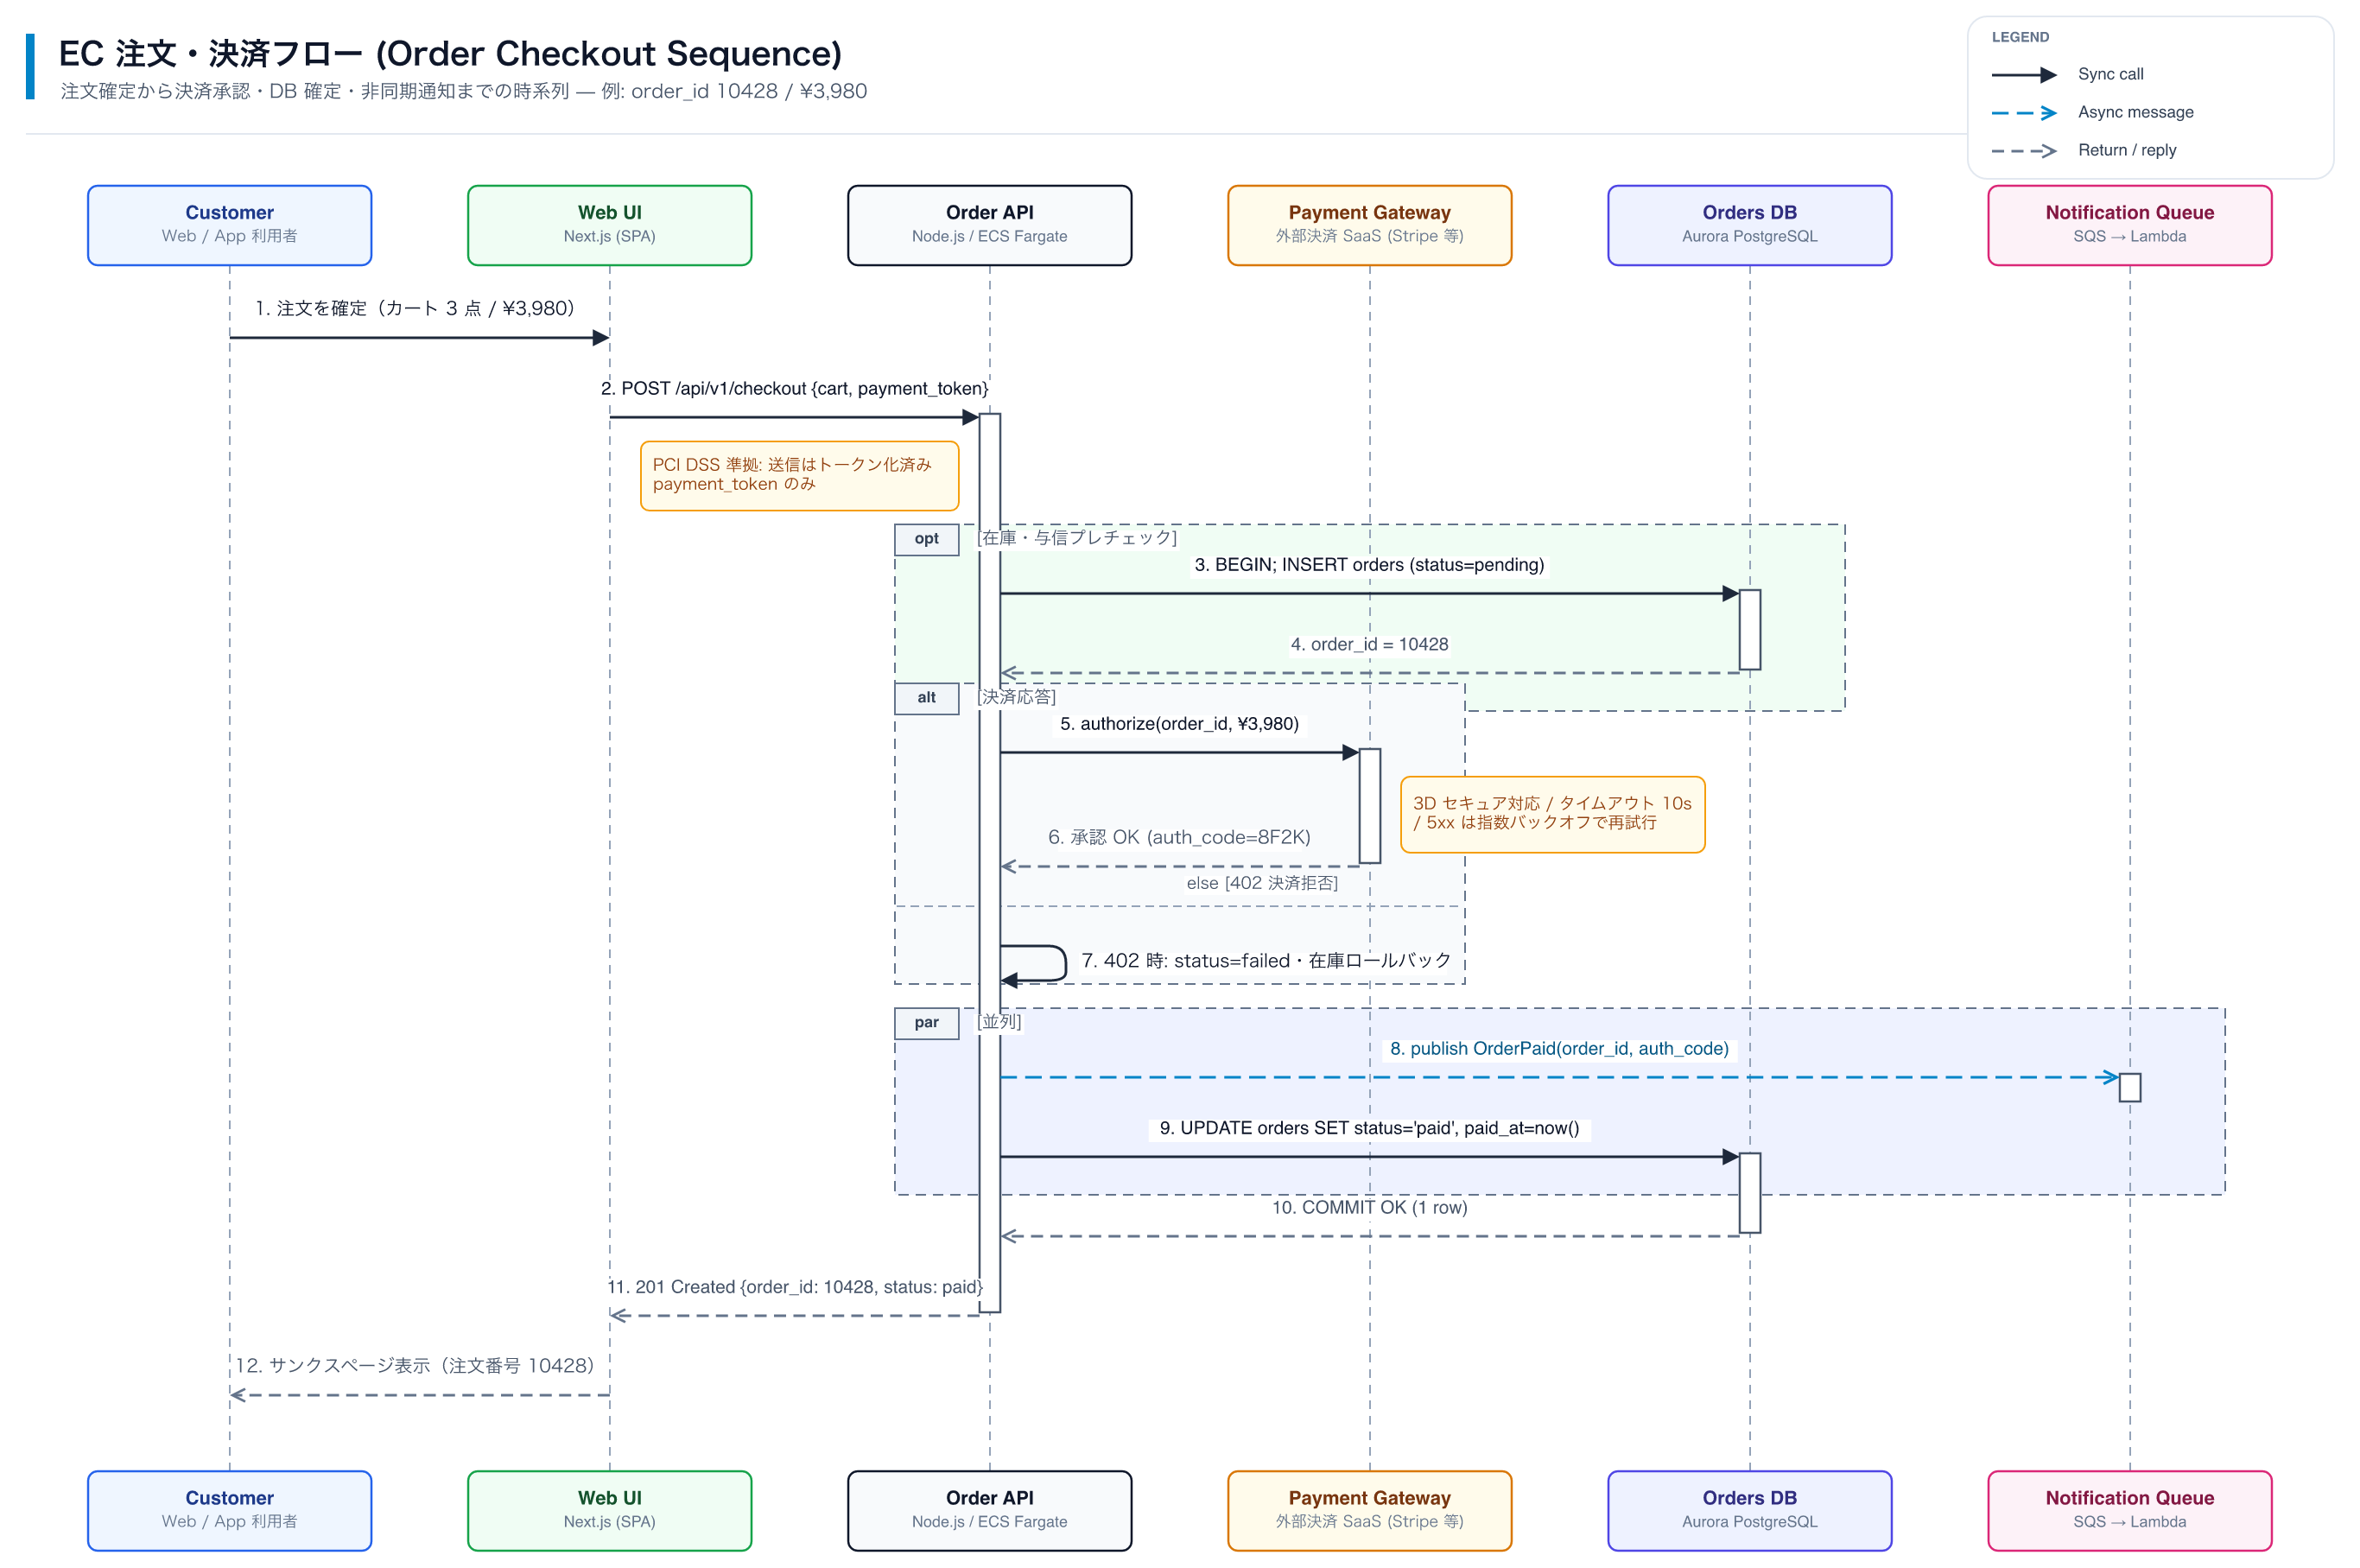 EC 注文・決済フロー (Order Checkout Sequence)
注文確定から決済承認・DB 確定・非同期通知までの時系列 — 例: order_id 10428 / ¥3,980
LEGEND
Sync call
Async message
Return / reply
Customer
Web / App 利用者
Web UI
Next.js (SPA)
Order API
Node.js / ECS Fargate
Payment Gateway
外部決済 SaaS (Stripe 等)
Orders DB
Aurora PostgreSQL
Notification Queue
SQS → Lambda
1. 注文を確定（カート 3 点 / ¥3,980）
2. POST /api/v1/checkout {cart, payment_token}
PCI DSS 準拠: 送信はトークン化済み
payment_token のみ
opt
[在庫・与信プレチェック]
3. BEGIN; INSERT orders (status=pending)
4. order_id = 10428
alt
[決済応答]
5. authorize(order_id, ¥3,980)
3D セキュア対応 / タイムアウト 10s
/ 5xx は指数バックオフで再試行
6. 承認 OK (auth_code=8F2K)
else [402 決済拒否]
7. 402 時: status=failed・在庫ロールバック
par
[並列]
8. publish OrderPaid(order_id, auth_code)
9. UPDATE orders SET status='paid', paid_at=now()
10. COMMIT OK (1 row)
11. 201 Created {order_id: 10428, status: paid}
12. サンクスページ表示（注文番号 10428）
Customer
Web / App 利用者
Web UI
Next.js (SPA)
Order API
Node.js / ECS Fargate
Payment Gateway
外部決済 SaaS (Stripe 等)
Orders DB
Aurora PostgreSQL
Notification Queue
SQS → Lambda